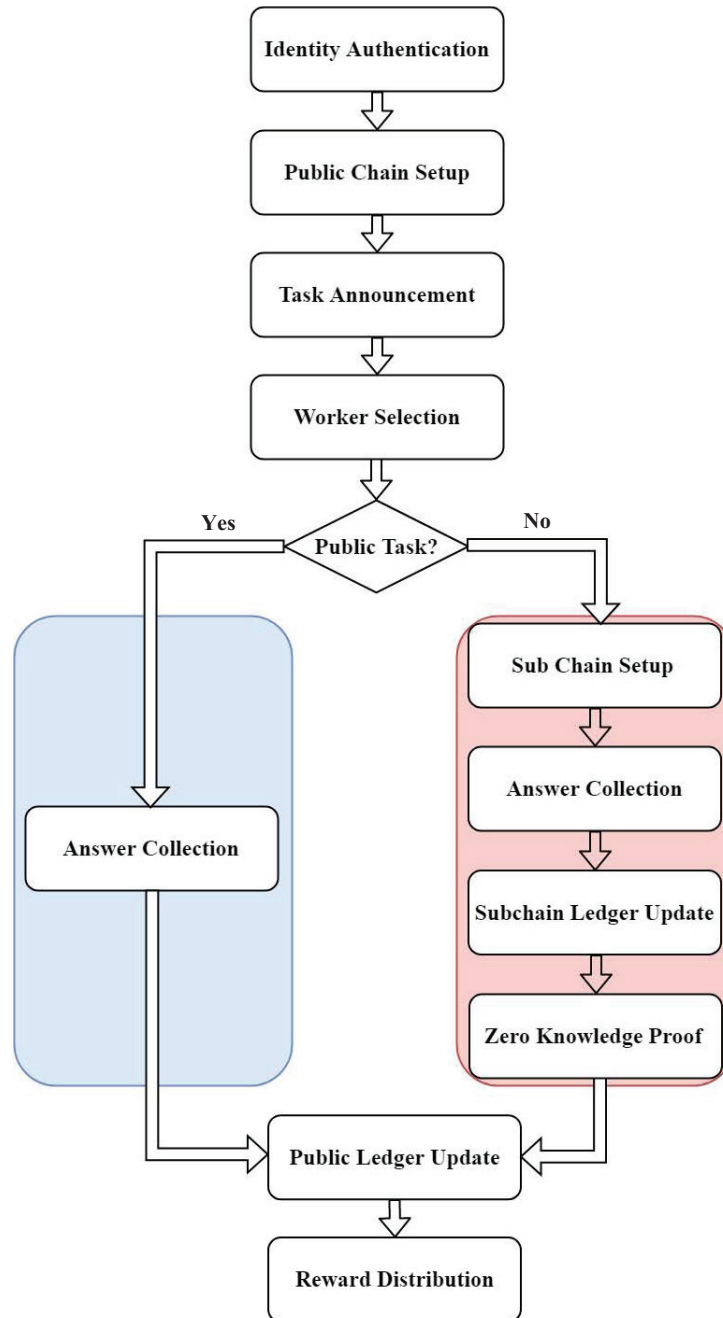 Identity Authentication
Public Chain Setup
Task Announcement
Worker Selection
Public Task?
Yes
No
Answer Collection
Sub Chain Setup
Answer Collection
Subchain Ledger Update
Zero Knowledge Proof
Public Ledger Update
Reward Distribution